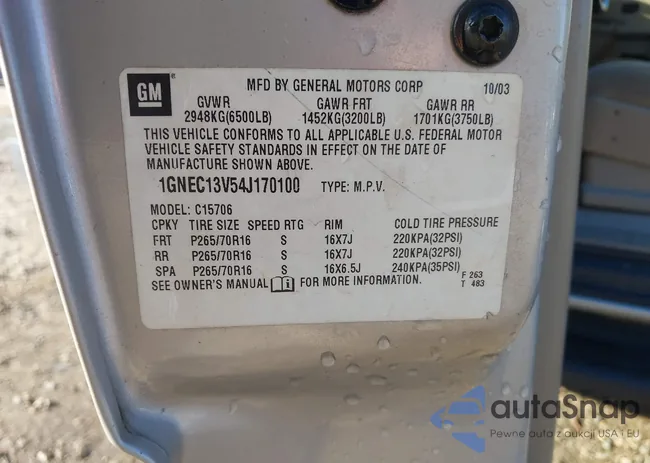 GM MFD BY GENERAL MOTORS CORP 10/03
GVWR GAWR FRT GAWR RR
2948KG(6500LB) 1452KG(3200LB) 1701KG(3750LB)
THIS VEHICLE CONFORMS TO ALL APPLICABLE U.S. FEDERAL MOTOR
VEHICLE SAFETY STANDARDS IN EFFECT ON THE DATE OF
MANUFACTURE SHOWN ABOVE.
1GNEC13V54J170100 TYPE: M.P.V.
MODEL: C15706
CPKY TIRE SIZE SPEED RTG RIM COLD TIRE PRESSURE
FRT P265/70R16 S 16X7J 220KPA(32PSI)
RR P265/70R16 S 16X7J 220KPA(32PSI)
SPA P265/70R16 S 16X6.5J 240KPA(35PSI)
SEE OWNER'S MANUAL FOR MORE INFORMATION. F 263
T 483
autoSnap
Pewne auta z aukcji USA i EU